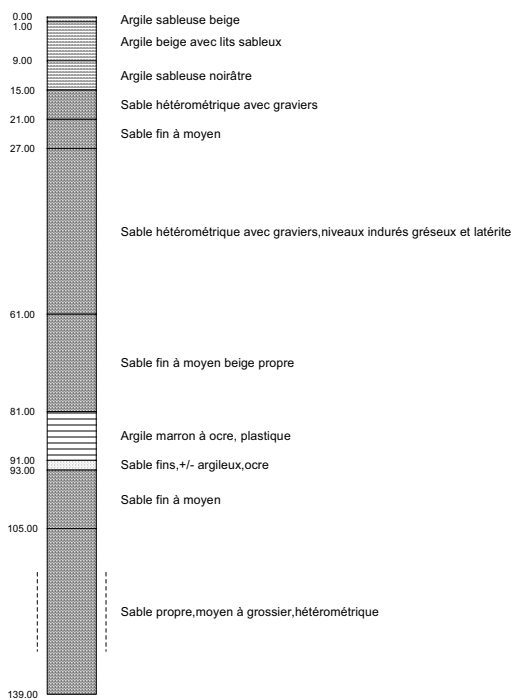 0.00 Argile sableuse beige
1.00
Argile beige avec lits sableux
9.00
Argile sableuse noirâtre
15.00
Sable hétérométrique avec graviers
21.00
Sable fin à moyen
27.00
Sable hétérométrique avec graviers,niveaux indurés gréseux et latérite
61.00
Sable fin à moyen beige propre
81.00
Argile marron à ocre, plastique
91.00
Sable fins,+/- argileux,ocre
93.00
Sable fin à moyen
105.00
Sable propre,moyen à grossier,hétérométrique
139.00